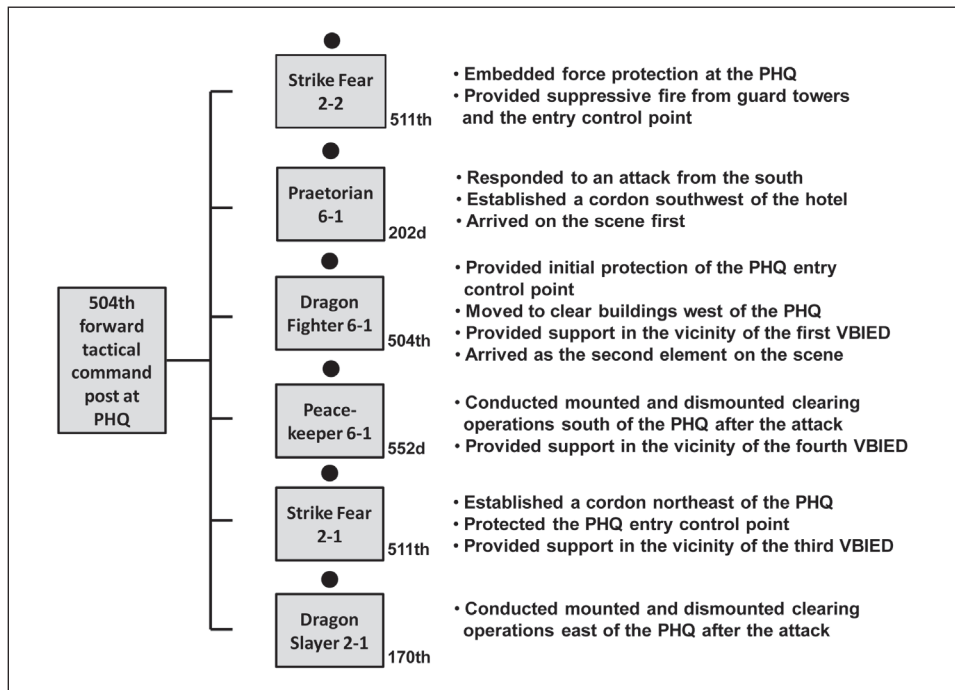 Strike Fear
2-2
511th
• Embedded force protection at the PHQ
• Provided suppressive fire from guard towers
and the entry control point
Praetorian
6-1
202d
• Responded to an attack from the south
• Established a cordon southwest of the hotel
• Arrived on the scene first
504th
forward
tactical
command
post at
PHQ
Dragon
Fighter 6-1
504th
• Provided initial protection of the PHQ entry
control point
• Moved to clear buildings west of the PHQ
• Provided support in the vicinity of the first VBIED
• Arrived as the second element on the scene
Peace-
keeper 6-1
552d
• Conducted mounted and dismounted clearing
operations south of the PHQ after the attack
• Provided support in the vicinity of the fourth VBIED
Strike Fear
2-1
511th
• Established a cordon northeast of the PHQ
• Protected the PHQ entry control point
• Provided support in the vicinity of the third VBIED
Dragon
Slayer 2-1
170th
• Conducted mounted and dismounted clearing
operations east of the PHQ after the attack